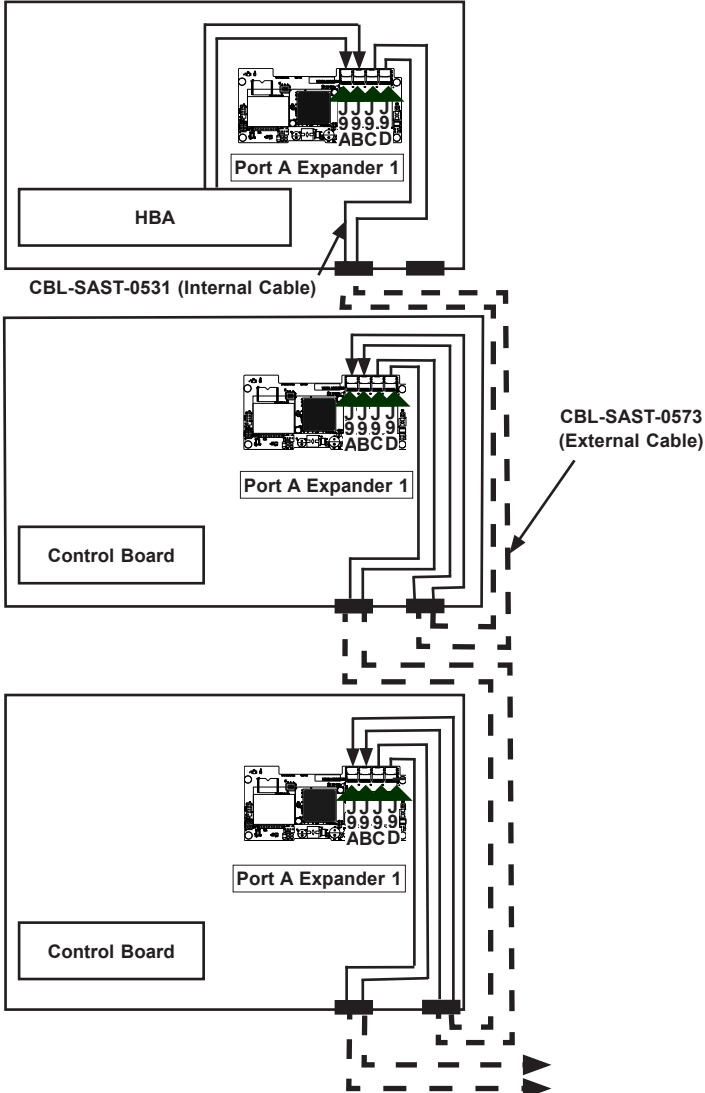 J J J J
9 9 9 9
A B C D
Port A Expander 1
HBA
CBL-SAST-0531 (Internal Cable)
J J J J
9 9 9 9
A B C D
CBL-SAST-0573
(External Cable)
Port A Expander 1
Control Board
J J J J
9 9 9 9
A B C D
Port A Expander 1
Control Board